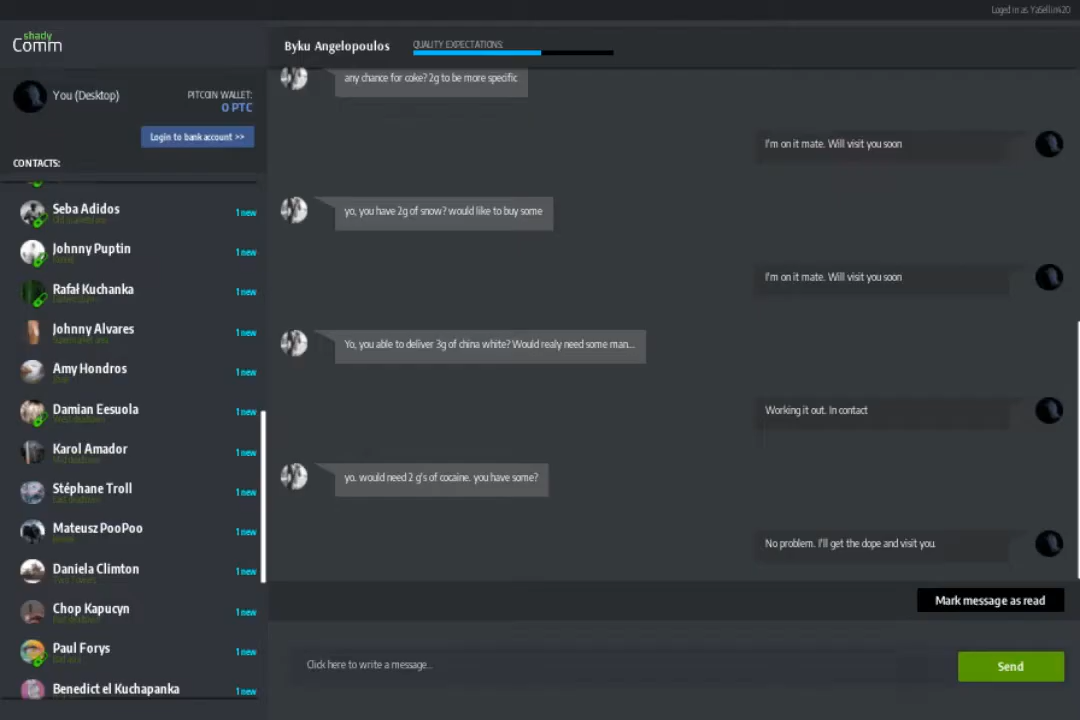 Loged in as YaSellin420
shady
Comm
You (Desktop)
PITCOIN WALLET:
0 PTC
Login to bank account >>
CONTACTS:
Seba Adidos
1 new
Johnny Puptin
1 new
Rafał Kuchanka
1 new
Johnny Alvares
1 new
Amy Hondros
1 new
Damian Eesuola
1 new
Karol Amador
1 new
Stéphane Troll
1 new
Mateusz PooPoo
1 new
Daniela Climton
1 new
Chop Kapucyn
1 new
Paul Forys
1 new
Benedict el Kuchapanka
1 new
Byku Angelopoulos
QUALITY EXPECTATIONS:
any chance for coke? 2g to be more specific
I'm on it mate. Will visit you soon
yo, you have 2g of snow? would like to buy some
I'm on it mate. Will visit you soon
Yo, you able to deliver 3g of china white? Would realy need some man...
Working it out. In contact
yo. would need 2 g's of cocaine. you have some?
No problem. I'll get the dope and visit you.
Mark message as read
Click here to write a message...
Send